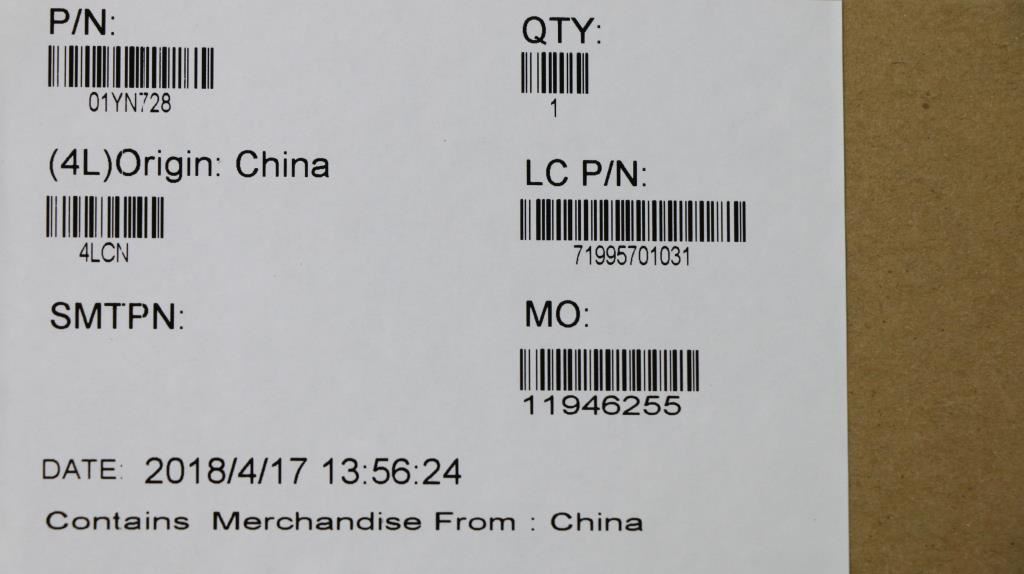 P/N:
01YN728
QTY:
1
(4L)Origin: China
4LCN
LC P/N:
71995701031
SMTPN:
MO:
11946255
DATE: 2018/4/17 13:56:24
Contains Merchandise From : China